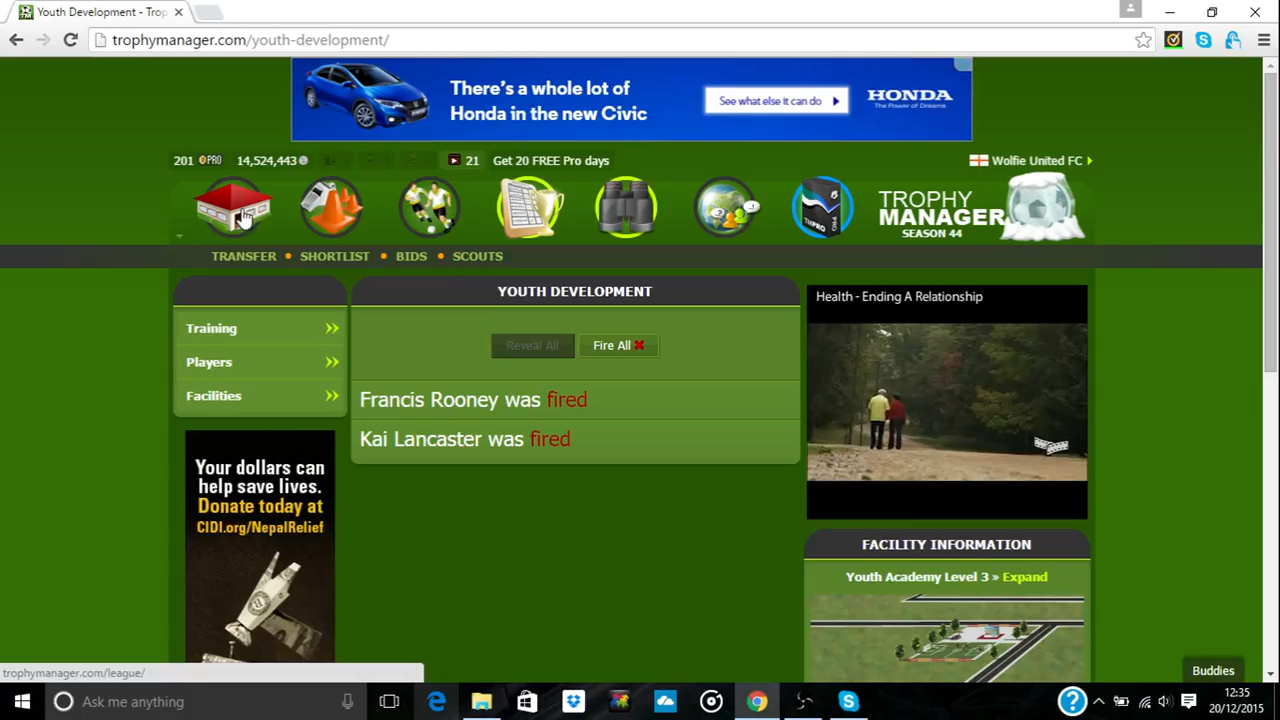 Youth Development - Trop
trophymanager.com/youth-development/
There's a whole lot of
Honda in the new Civic
See what else it can do
HONDA
The Power of Dreams
201 PRO 14,524,443 21 Get 20 FREE Pro days
Wolfie United FC
TROPHY
MANAGER
SEASON 44
TRANSFER • SHORTLIST • BIDS • SCOUTS
Training
Players
Facilities
YOUTH DEVELOPMENT
Reveal All
Fire All
Francis Rooney was fired
Kai Lancaster was fired
Health - Ending A Relationship
Your dollars can
help save lives.
Donate today at
CIDI.org/NepalRelief
FACILITY INFORMATION
Youth Academy Level 3 » Expand
trophymanager.com/league/
Buddies
Ask me anything
12:35
20/12/2015